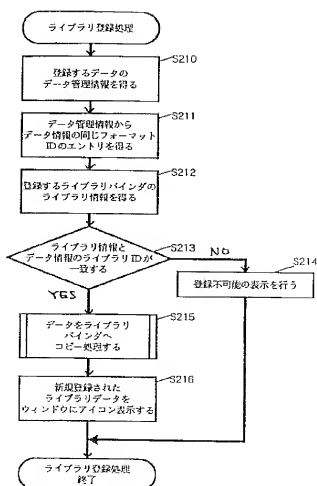 ライブラリ登録処理
S210
登録するデータの
データ管理情報を得る
S211
データ管理情報から
データ情報の同じフォーマット
IDのエントリを得る
S212
登録するライブラリバインダの
ライブラリ情報を得る
S213
ライブラリ情報と
データ情報のライブラリIDが
一致する
NO
S214
登録不可能の表示を行う
YES
S215
データをライブラリ
バインダへ
コピー処理する
S216
新規登録された
ライブラリデータを
ウィンドウにアイコン表示する
ライブラリ登録処理
終了